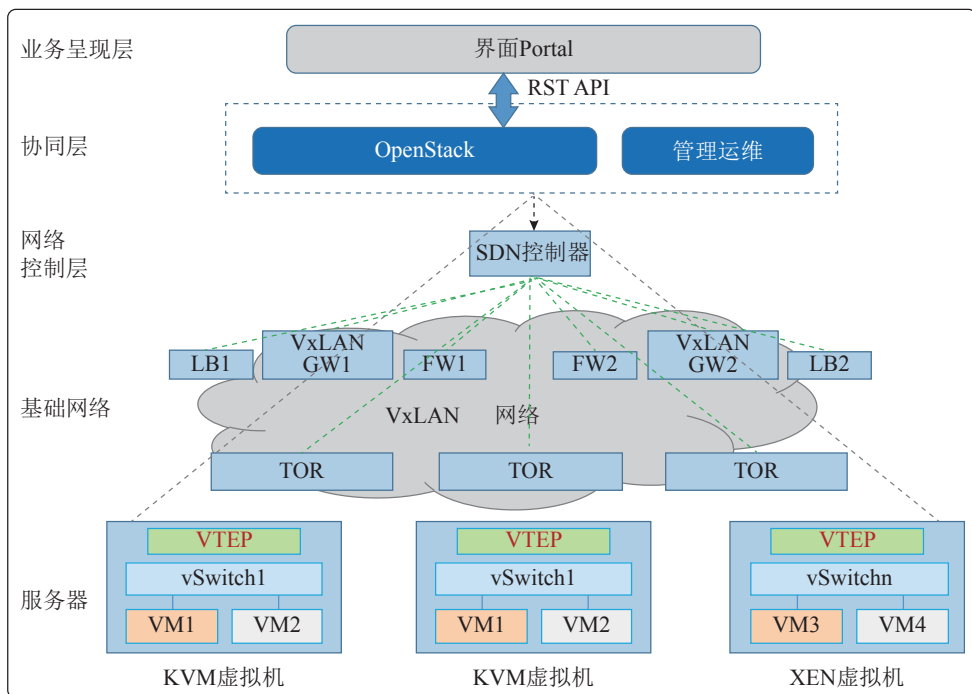 业务呈现层
界面Portal
RST API
协同层
OpenStack
管理运维
网络
控制层
SDN控制器
LB1
VxLAN
GW1
FW1
FW2
VxLAN
GW2
LB2
基础网络
VxLAN 网络
TOR
TOR
TOR
服务器
VTEP
vSwitch1
VM1
VM2
VTEP
vSwitch1
VM1
VM2
VTEP
vSwitchn
VM3
VM4
KVM虚拟机
KVM虚拟机
XEN虚拟机